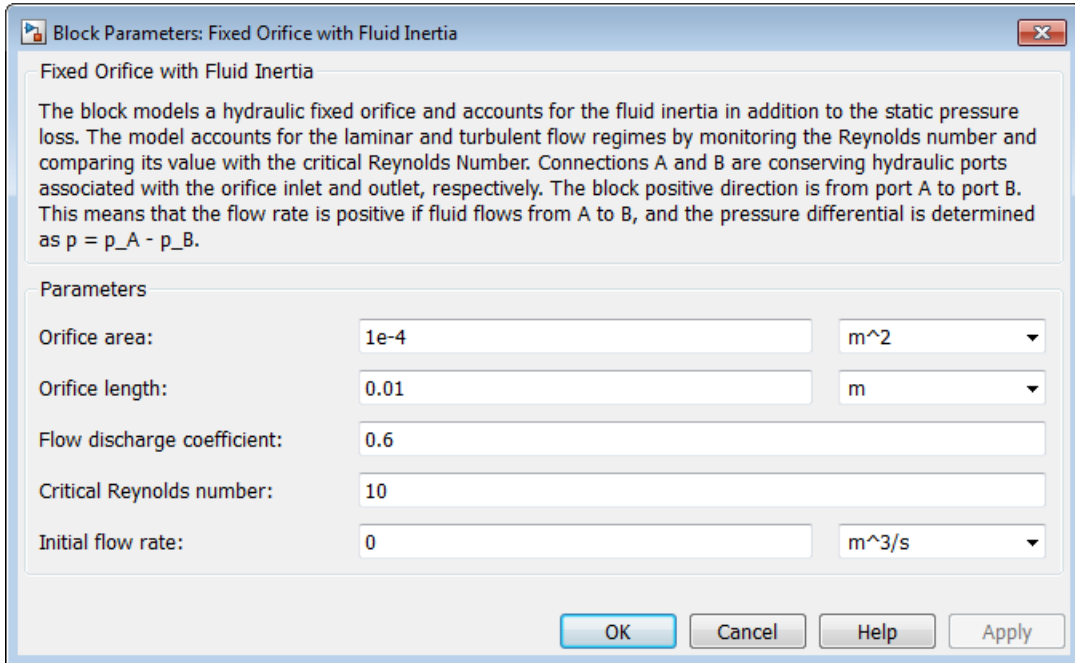 Block Parameters: Fixed Orifice with Fluid Inertia
Fixed Orifice with Fluid Inertia
The block models a hydraulic fixed orifice and accounts for the fluid inertia in addition to the static pressure
loss. The model accounts for the laminar and turbulent flow regimes by monitoring the Reynolds number and
comparing its value with the critical Reynolds Number. Connections A and B are conserving hydraulic ports
associated with the orifice inlet and outlet, respectively. The block positive direction is from port A to port B.
This means that the flow rate is positive if fluid flows from A to B, and the pressure differential is determined
as p = p_A - p_B.
Parameters
Orifice area: 1e-4 m^2
Orifice length: 0.01 m
Flow discharge coefficient: 0.6
Critical Reynolds number: 10
Initial flow rate: 0 m^3/s
OK Cancel Help Apply